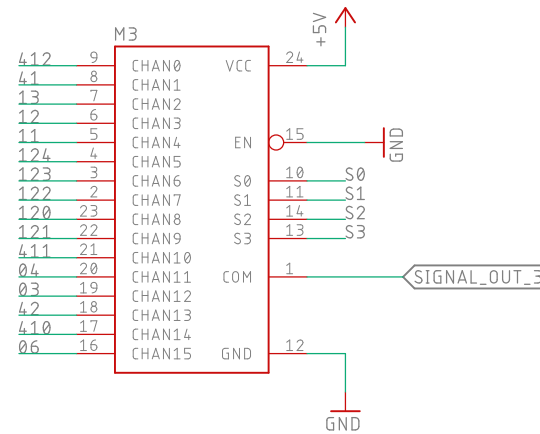 M3
+5V
412 9 CHAN0 VCC 24
41 8 CHAN1
13 7 CHAN2
12 6 CHAN3
11 5 CHAN4 EN 15 GND
124 4 CHAN5
123 3 CHAN6 S0 10 S0
122 2 CHAN7 S1 11 S1
120 23 CHAN8 S2 14 S2
121 22 CHAN9 S3 13 S3
411 21 CHAN10
04 20 CHAN11 COM 1 SIGNAL_OUT_3
03 19 CHAN12
42 18 CHAN13
410 17 CHAN14
06 16 CHAN15 GND 12
GND